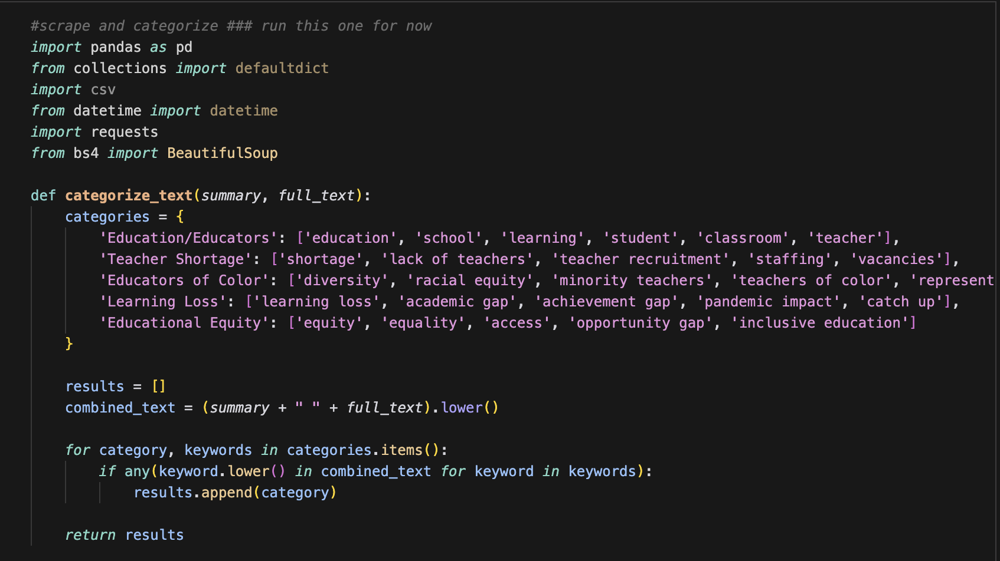 #scrape and categorize ### run this one for now
import pandas as pd
from collections import defaultdict
import csv
from datetime import datetime
import requests
from bs4 import BeautifulSoup
def categorize_text(summary, full_text):
categories = {
'Education/Educators': ['education', 'school', 'learning', 'student', 'classroom', 'teacher'],
'Teacher Shortage': ['shortage', 'lack of teachers', 'teacher recruitment', 'staffing', 'vacancies'],
'Educators of Color': ['diversity', 'racial equity', 'minority teachers', 'teachers of color', 'represent
'Learning Loss': ['learning loss', 'academic gap', 'achievement gap', 'pandemic impact', 'catch up'],
'Educational Equity': ['equity', 'equality', 'access', 'opportunity gap', 'inclusive education']
}
results = []
combined_text = (summary + " " + full_text).lower()
for category, keywords in categories.items():
if any(keyword.lower() in combined_text for keyword in keywords):
results.append(category)
return results